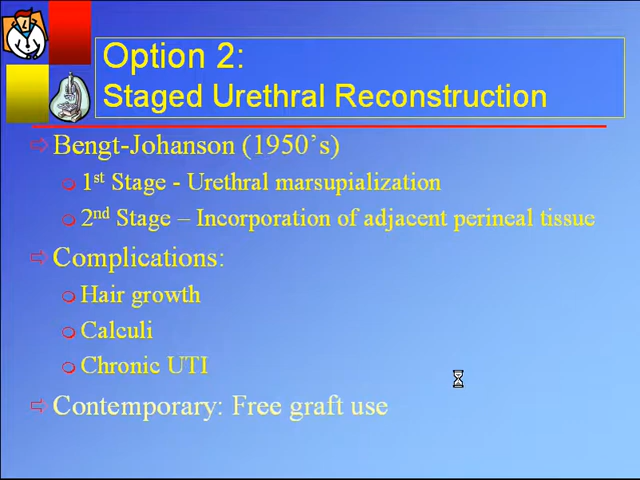 Option 2:
Staged Urethral Reconstruction
Bengt-Johanson (1950's)
1st Stage - Urethral marsupialization
2nd Stage – Incorporation of adjacent perineal tissue
Complications:
Hair growth
Calculi
Chronic UTI
Contemporary: Free graft use